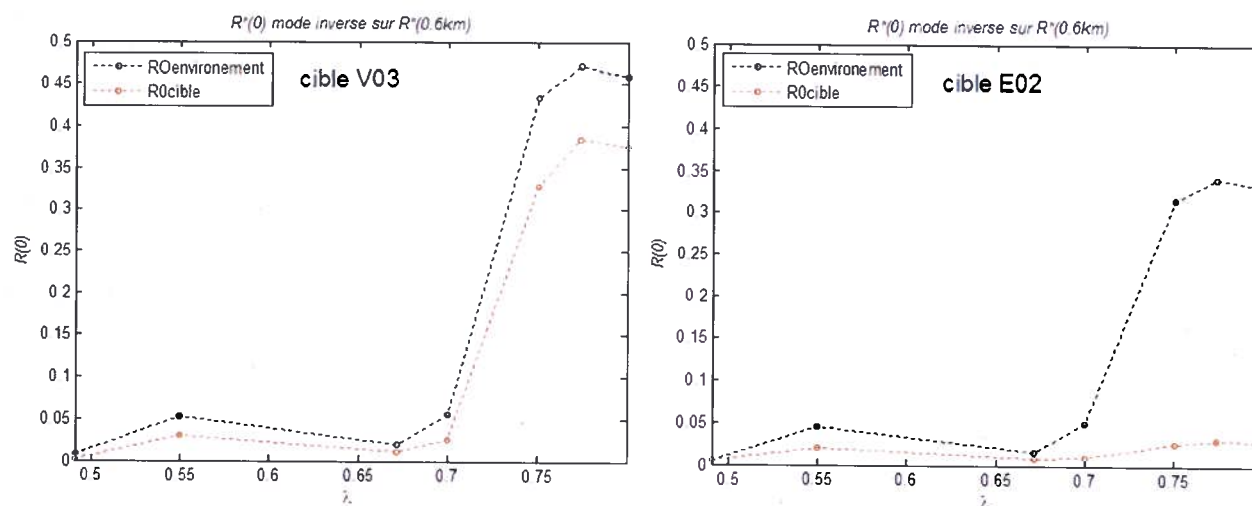 R*(0) mode inverse sur R*(0.6km)
0 5
0.45
0 4
0 35
0 3
0 25
0 2
0 15
0 1
0 05
0
R(0)
ROenvironement
R0cible
cible V03
0 5
0.55
0 6
0.65
0.7
0.75
λ
R*(0) mode inverse sur R*(0.6km)
0 5
0.45
0 4
0.35
0 3
0.25
0 2
0.15
0 1
0.05
0
R(0)
ROenvironement
R0cible
cible E02
0 5
0.55
0 6
0 65
0 7
0 75
λ